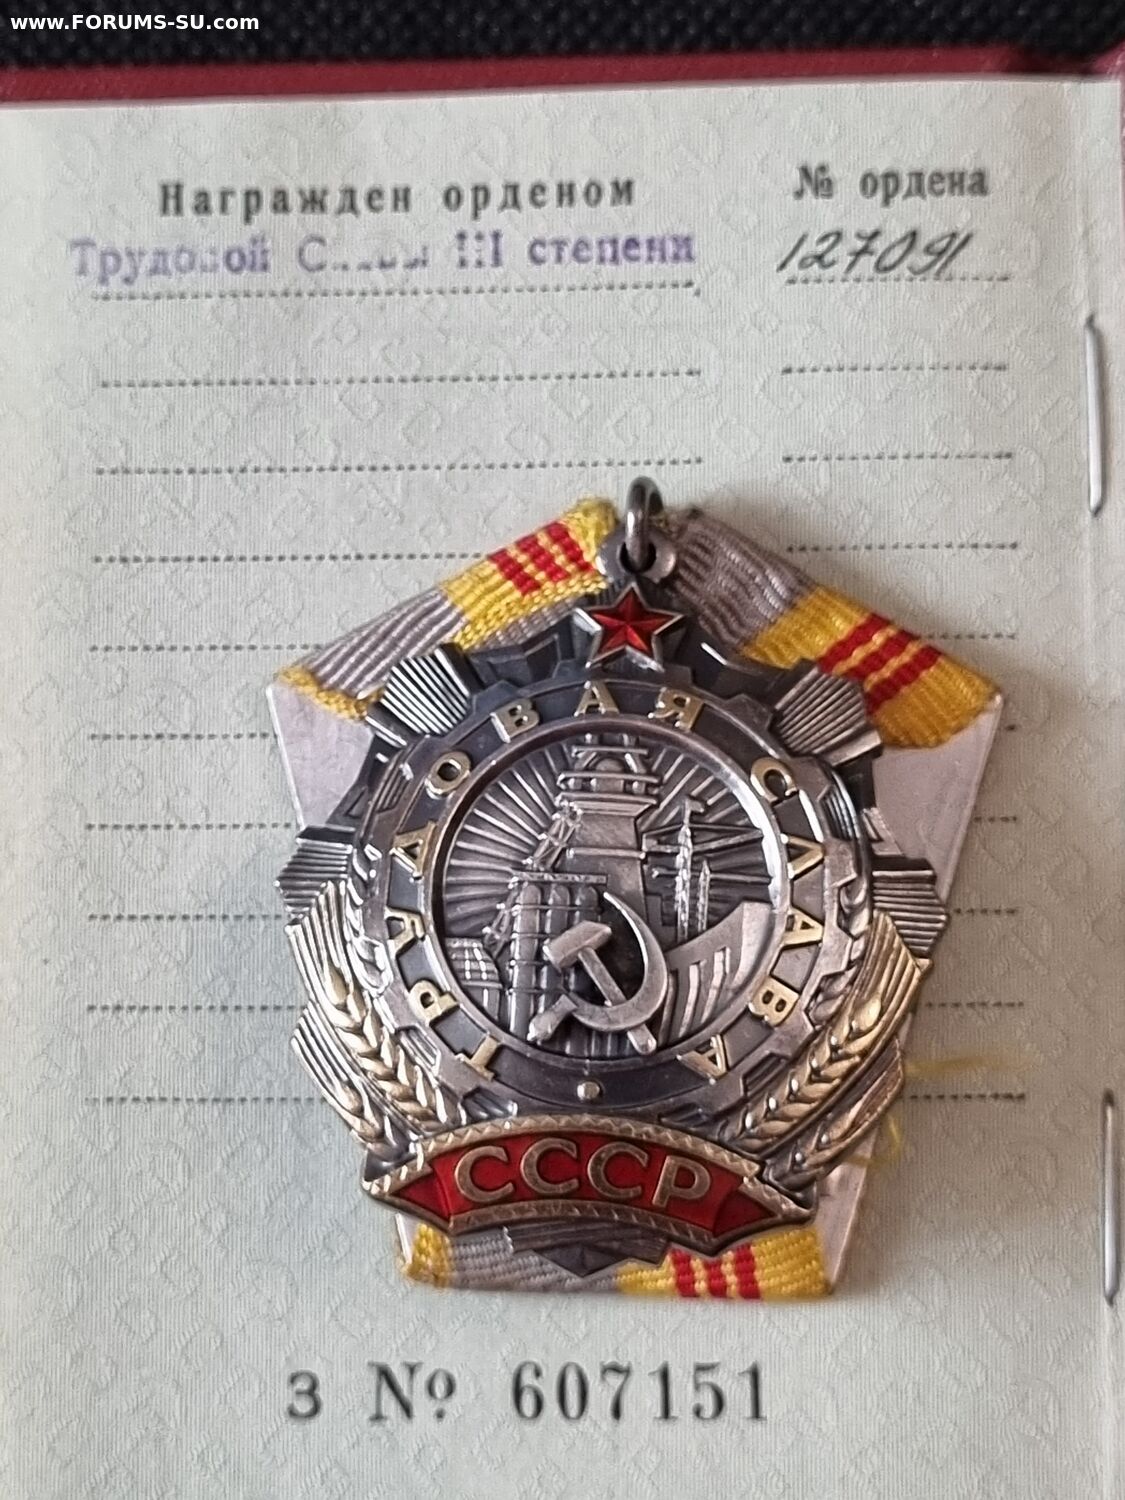 www.FORUMS-SU.com
Награжден орденом
№ ордена
Трудовой С III степени
127091
ТРУДОВАЯ СЛАВА
СССР
З № 607151